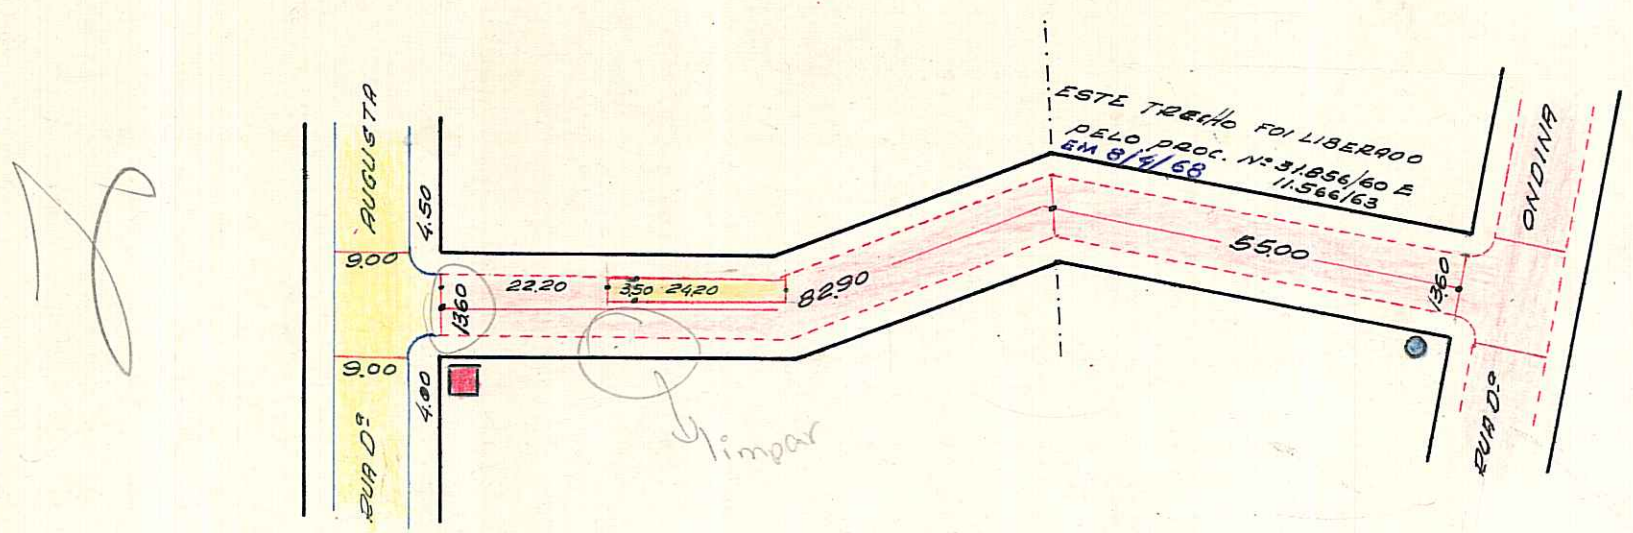 RUA Dª AUGUSTA
9.00
9.00
4.50
4.00
13.60
22.20
3.50 24.20
82.90
ESTE TRECHO FOI LIBERADO
PELO PROC. Nº 31.856/60 E
11.566/63
EM 8/4/68
55.00
13.60
RUA Dª ONDINA
limpar